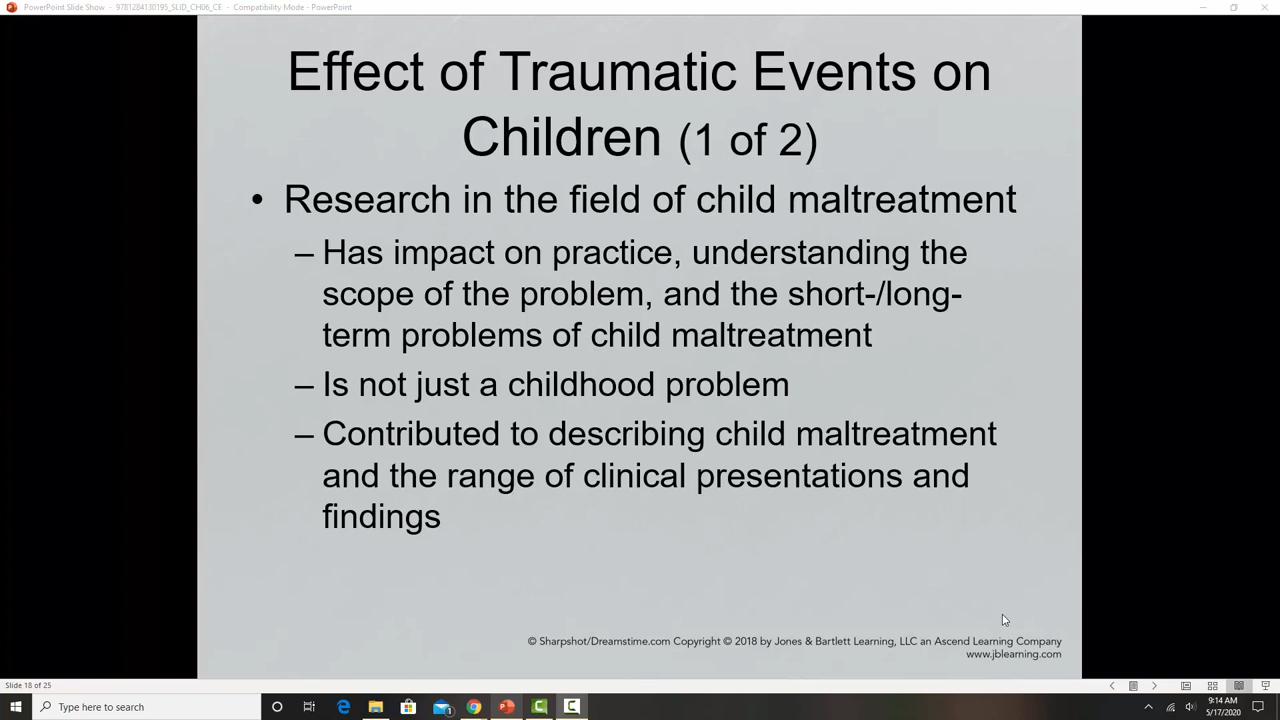 PowerPoint Slide Show - 9781284130195_SLID_CH06_CE - Compatibility Mode - PowerPoint
Effect of Traumatic Events on
Children (1 of 2)
• Research in the field of child maltreatment
– Has impact on practice, understanding the
scope of the problem, and the short-/long-
term problems of child maltreatment
– Is not just a childhood problem
– Contributed to describing child maltreatment
and the range of clinical presentations and
findings
© Sharpshot/Dreamstime.com Copyright © 2018 by Jones & Bartlett Learning, LLC an Ascend Learning Company
www.jblearning.com
Slide 18 of 25
Type here to search
1
9:14 AM
5/17/2020